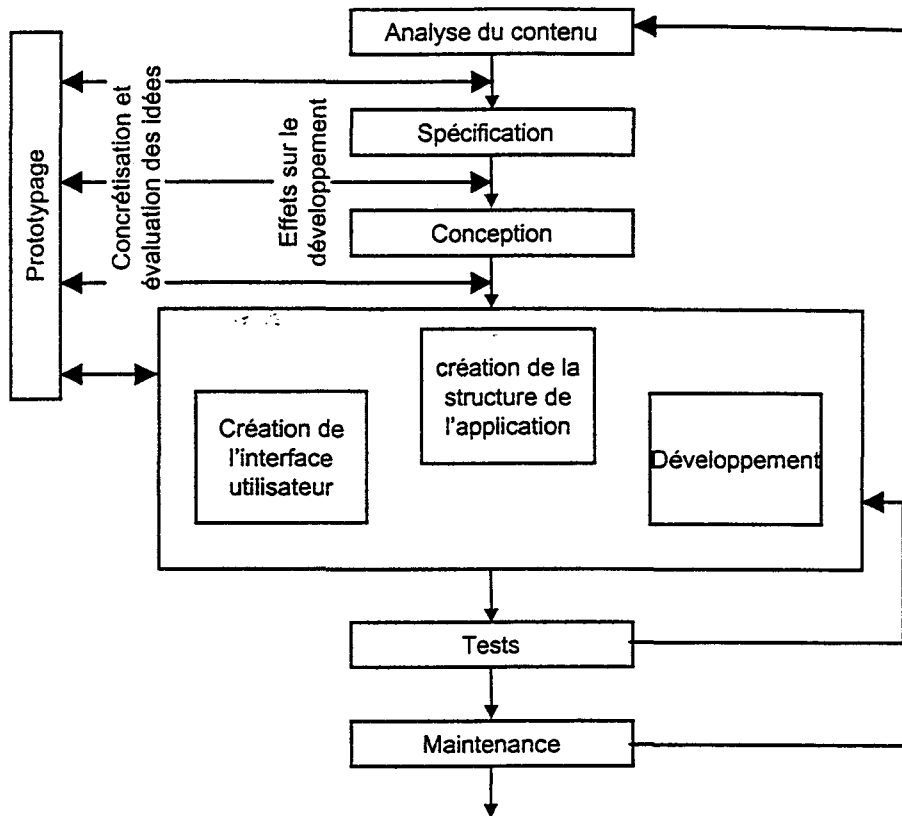 Analyse du contenu
Prototypage
Concrétisation et
évaluation des idées
Effets sur le
développement
Spécification
Conception
création de la
structure de
l'application
Création de
l'interface
utilisateur
Développement
Tests
Maintenance